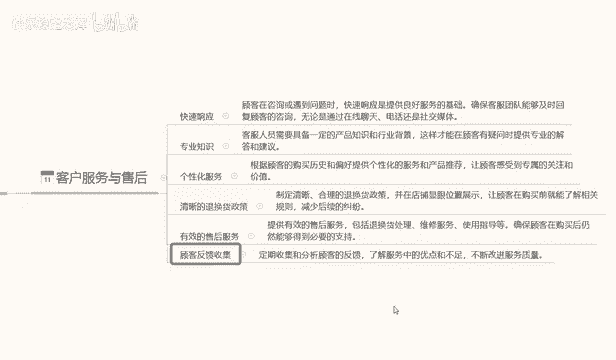 顾客在咨询或遇到问题时，快速响应是提供良好服务的基础。确保客服团队能够及时回
快速响应
复顾客的咨询，无论是通过在线聊天、电话还是社交媒体。
客服人员需要具备一定的产品知识和行业背景，这样才能在顾客有疑问时提供专业的解
专业知识
答和建议。
11 客户服务与售后
根据顾客的购买历史和偏好提供个性化的服务和产品推荐，让顾客感受到专属的关注和
个性化服务
价值。
制定清晰、合理的退换货政策，并在店铺显眼位置展示，让顾客在购买前就能了解相关
清晰的退换货政策
规则，减少后续的纠纷。
提供有效的售后服务，包括退换货处理、维修服务、使用指导等。确保顾客在购买后仍
有效的售后服务
然能够得到必要的支持。
顾客反馈收集
定期收集和分析顾客的反馈，了解服务中的优点和不足，不断改进服务质量。